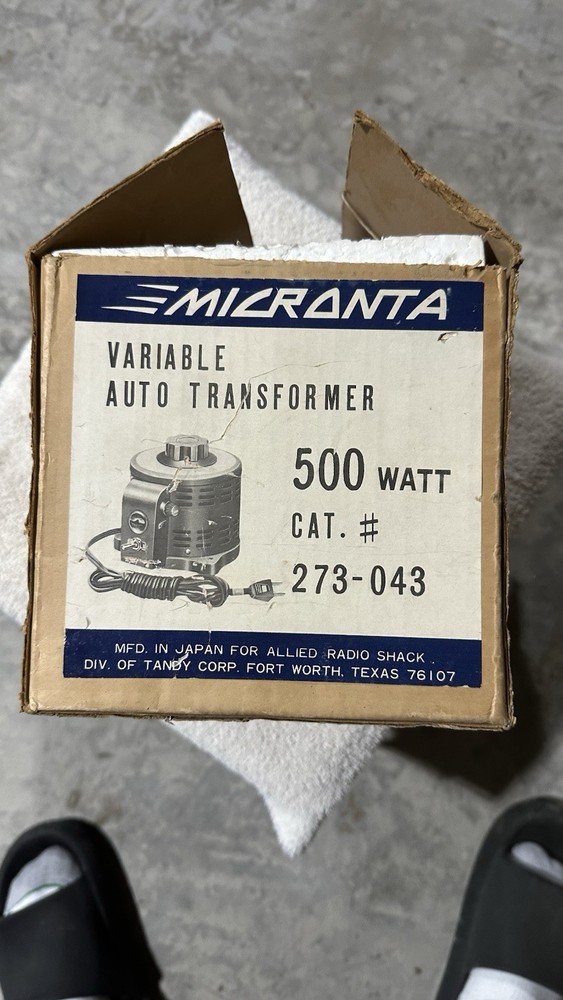 MICRONTA
VARIABLE
AUTO TRANSFORMER
500 WATT
CAT. #
273-043
MFD. IN JAPAN FOR ALLIED RADIO SHACK
DIV. OF TANDY CORP. FORT WORTH, TEXAS 76107